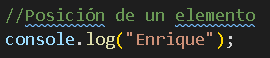 //Posición de un elemento
console.log("Enrique");